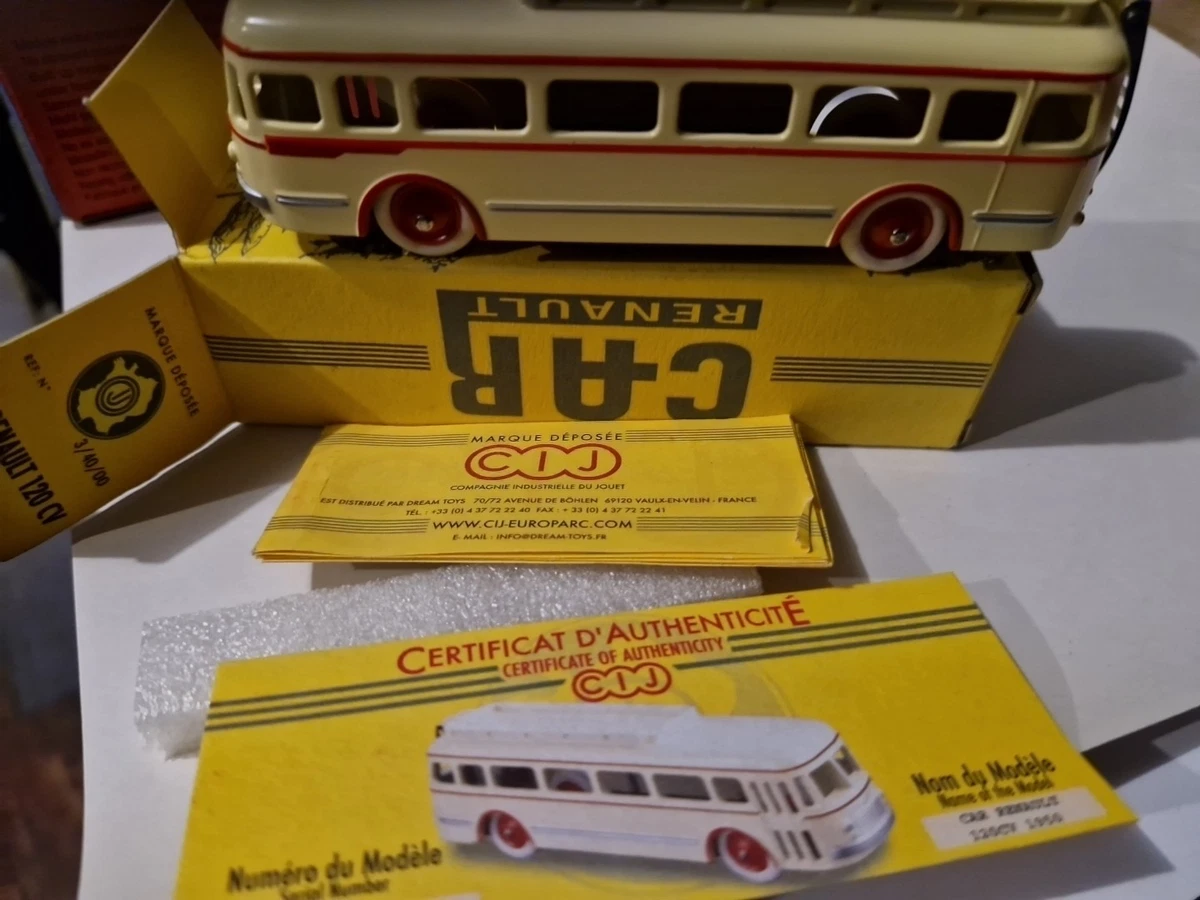 RENAULT
CAR
MARQUE DÉPOSÉE
CIJ
RÉF. N°
3/40/00
RENAULT 120 CV
MARQUE DÉPOSÉE
CIJ
COMPAGNIE INDUSTRIELLE DU JOUET
EST DISTRIBUÉ PAR DREAM TOYS 70/72 AVENUE DE BÖHLEN 69120 VAULX-EN-VELIN - FRANCE
TÉL. : +33 (0) 4 37 72 22 40 FAX : + 33 (0) 4 37 72 22 41
WWW.CIJ-EUROPARC.COM
E- MAIL : INFO@DREAM-TOYS.FR
CERTIFICAT D'AUTHENTICITÉ
CERTIFICATE OF AUTHENTICITY
CIJ
Nom du Modèle
Name of the Model
CAR RENAULT
120CV 1950
Numéro du Modèle
Serial Number